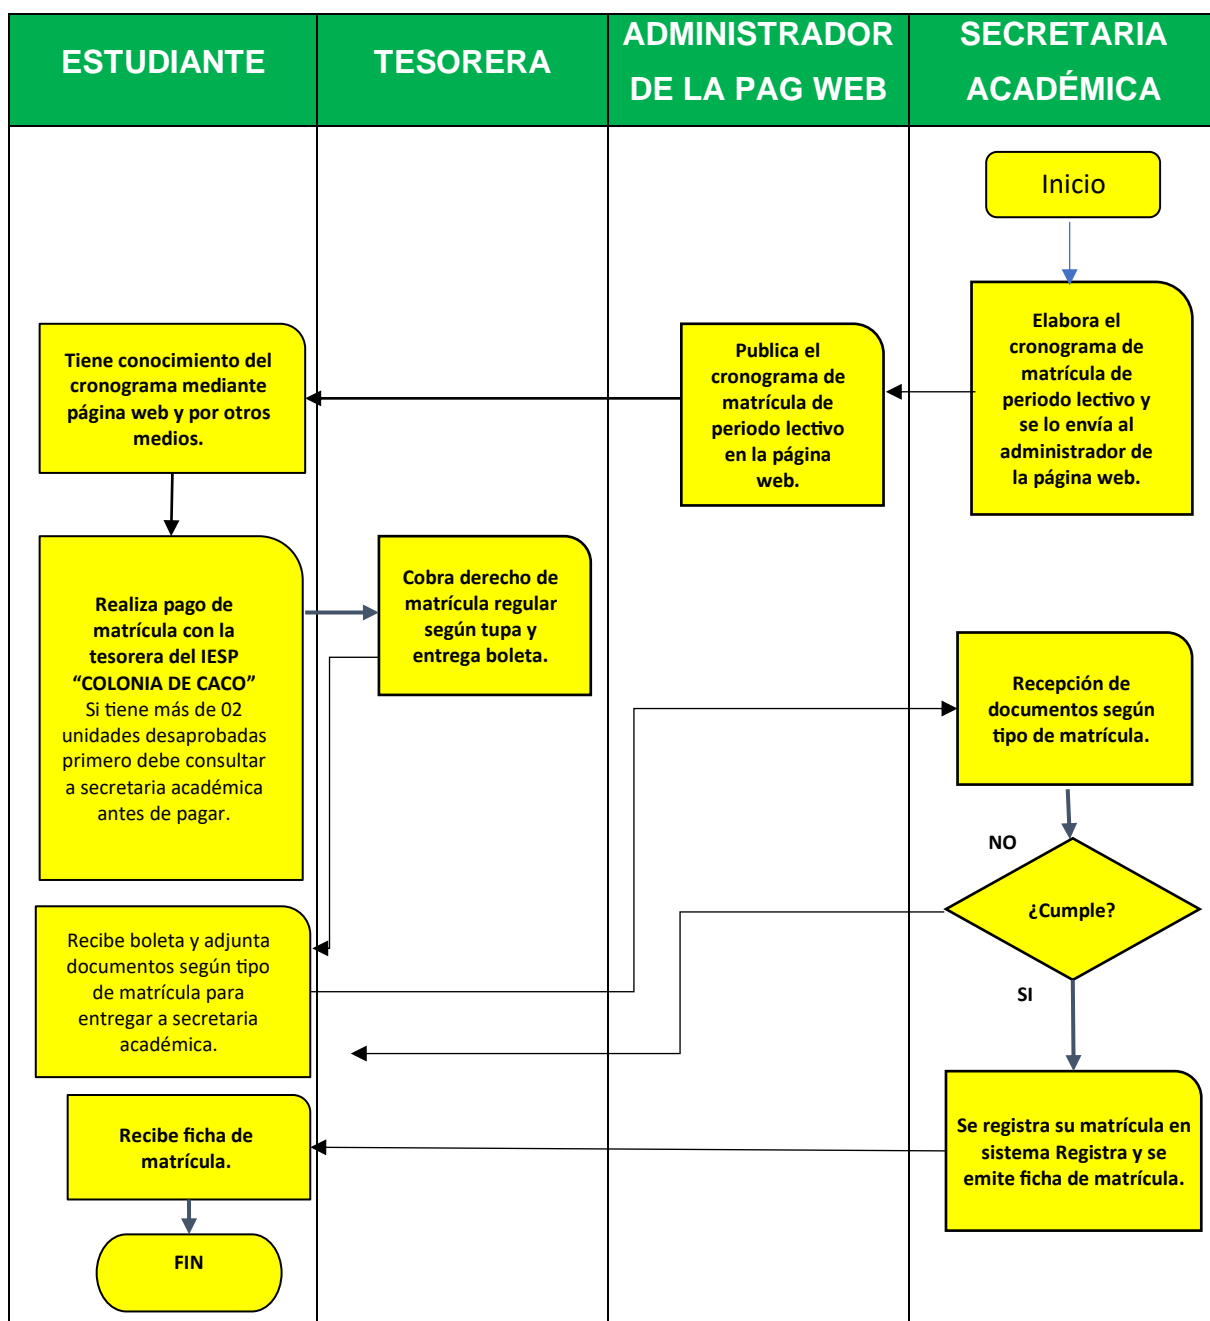 ESTUDIANTE
TESORERA
ADMINISTRADOR
DE LA PAG WEB
SECRETARIA
ACADÉMICA
Inicio
Elabora el
cronograma de
matrícula de
periodo lectivo y
se lo envía al
administrador de
la página web.
Publica el
cronograma de
matrícula de
periodo lectivo
en la página
web.
Tiene conocimiento del
cronograma mediante
página web y por otros
medios.
Realiza pago de
matrícula con la
tesorera del IESP
“COLONIA DE CACO”
Si tiene más de 02
unidades desaprobadas
primero debe consultar
a secretaria académica
antes de pagar.
Cobra derecho de
matrícula regular
según tupa y
entrega boleta.
Recibe boleta y adjunta
documentos según tipo
de matrícula para
entregar a secretaria
académica.
Recepción de
documentos según
tipo de matrícula.
NO
¿Cumple?
SI
Se registra su matrícula en
sistema Registra y se
emite ficha de matrícula.
Recibe ficha de
matrícula.
FIN